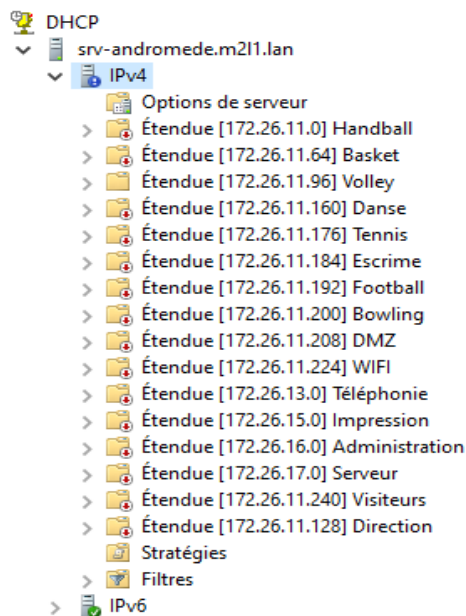 DHCP
srv-andromede.m2l1.lan
IPv4
Options de serveur
Étendue [172.26.11.0] Handball
Étendue [172.26.11.64] Basket
Étendue [172.26.11.96] Volley
Étendue [172.26.11.160] Danse
Étendue [172.26.11.176] Tennis
Étendue [172.26.11.184] Escrime
Étendue [172.26.11.192] Football
Étendue [172.26.11.200] Bowling
Étendue [172.26.11.208] DMZ
Étendue [172.26.11.224] WIFI
Étendue [172.26.13.0] Téléphonie
Étendue [172.26.15.0] Impression
Étendue [172.26.16.0] Administration
Étendue [172.26.17.0] Serveur
Étendue [172.26.11.240] Visiteurs
Étendue [172.26.11.128] Direction
Stratégies
Filtres
IPv6